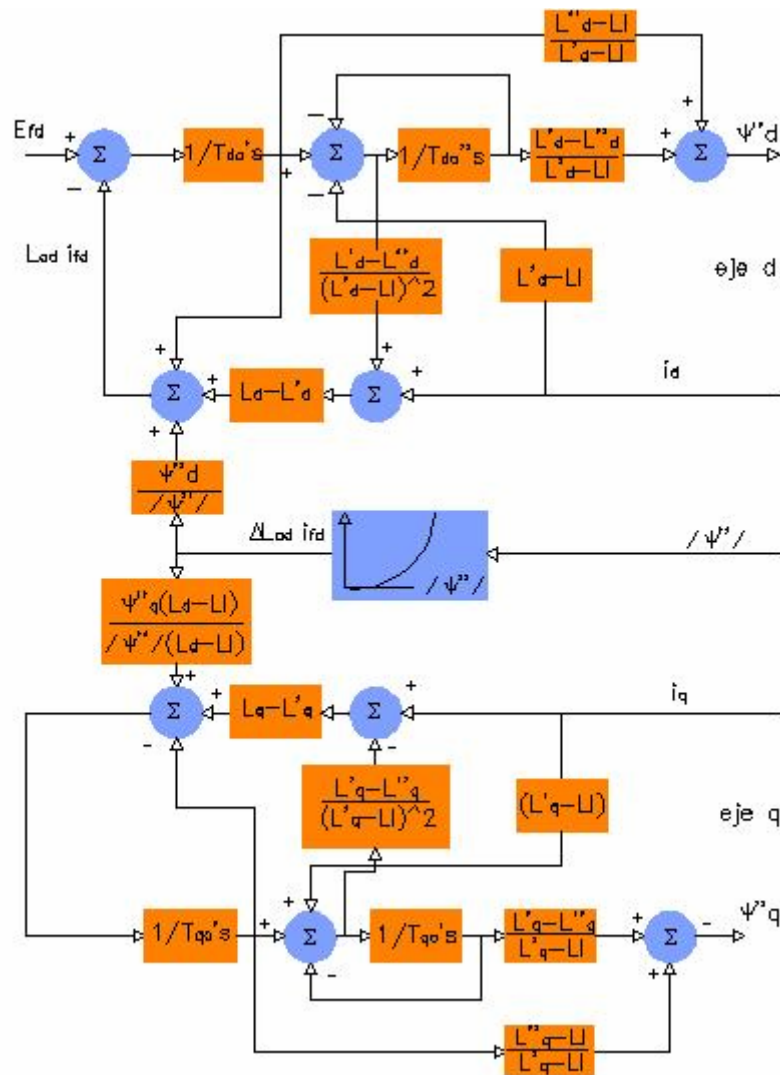 L''d-Ll
L'd-Ll
Efd
+
Σ
-
1/Tdo's
+
-
Σ
-
1/Tdo''s
L'd-L''d
L'd-Ll
+
+
Σ
ψ''d
Lad ifd
L'd-L''d
(L'd-Ll)^2
L'd-Ll
eje d
+
+
Σ
+
Ld-L'd
+
Σ
+
id
ψ''d
/ψ''/
ΔLad ifd
/ψ''/
/ψ''/
ψ''q(Ld-Ll)
/ψ''/(Ld-Ll)
+
Σ
-
+
Lq-L'q
Σ
+
-
iq
L'q-L''q
(L'q-Ll)^2
(L'q-Ll)
eje q
1/Tqo's
+
+
Σ
-
1/Tqo's
L'q-L''q
L'q-Ll
+
Σ
+
-
ψ''q
L''q-Ll
L'q-Ll